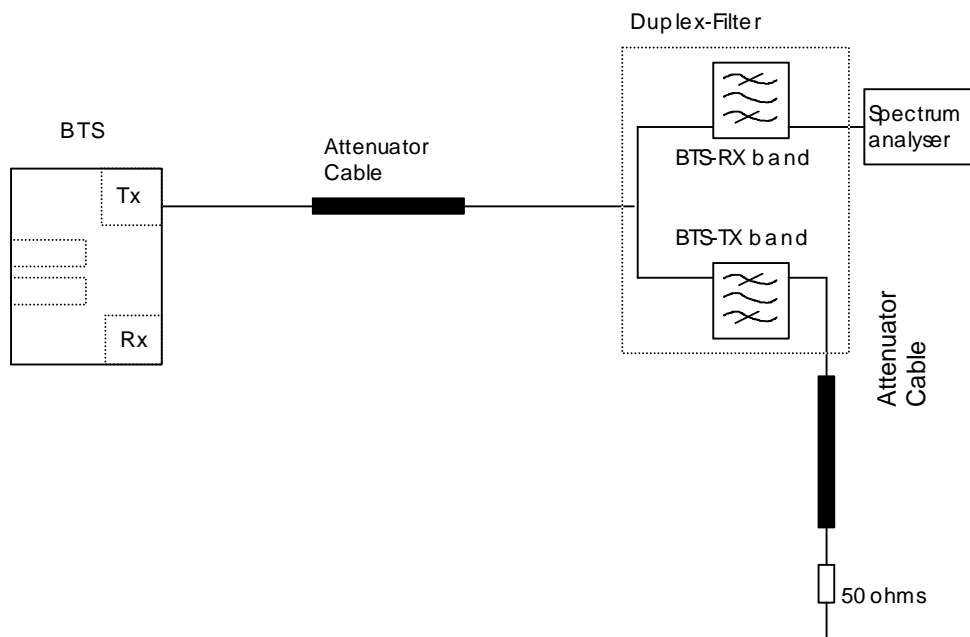 Duplex-Filter
BTS
Tx
Rx
Attenuator
Cable
BTS-RX band
Spectrum
analyser
BTS-TX band
Attenuator
Cable
50 ohms